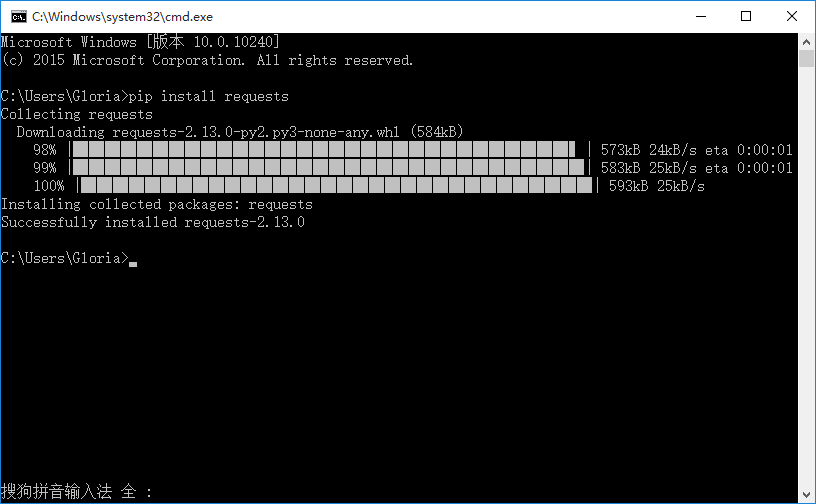 C:\Windows\system32\cmd.exe
Microsoft Windows [版本 10.0.10240]
(c) 2015 Microsoft Corporation. All rights reserved.
C:\Users\Gloria>pip install requests
Collecting requests
Downloading requests-2.13.0-py2.py3-none-any.whl (584kB)
98% | | 573kB 24kB/s eta 0:00:01
99% | | 583kB 25kB/s eta 0:00:01
100% | | 593kB 25kB/s
Installing collected packages: requests
Successfully installed requests-2.13.0
C:\Users\Gloria>
搜狗拼音输入法 全 :